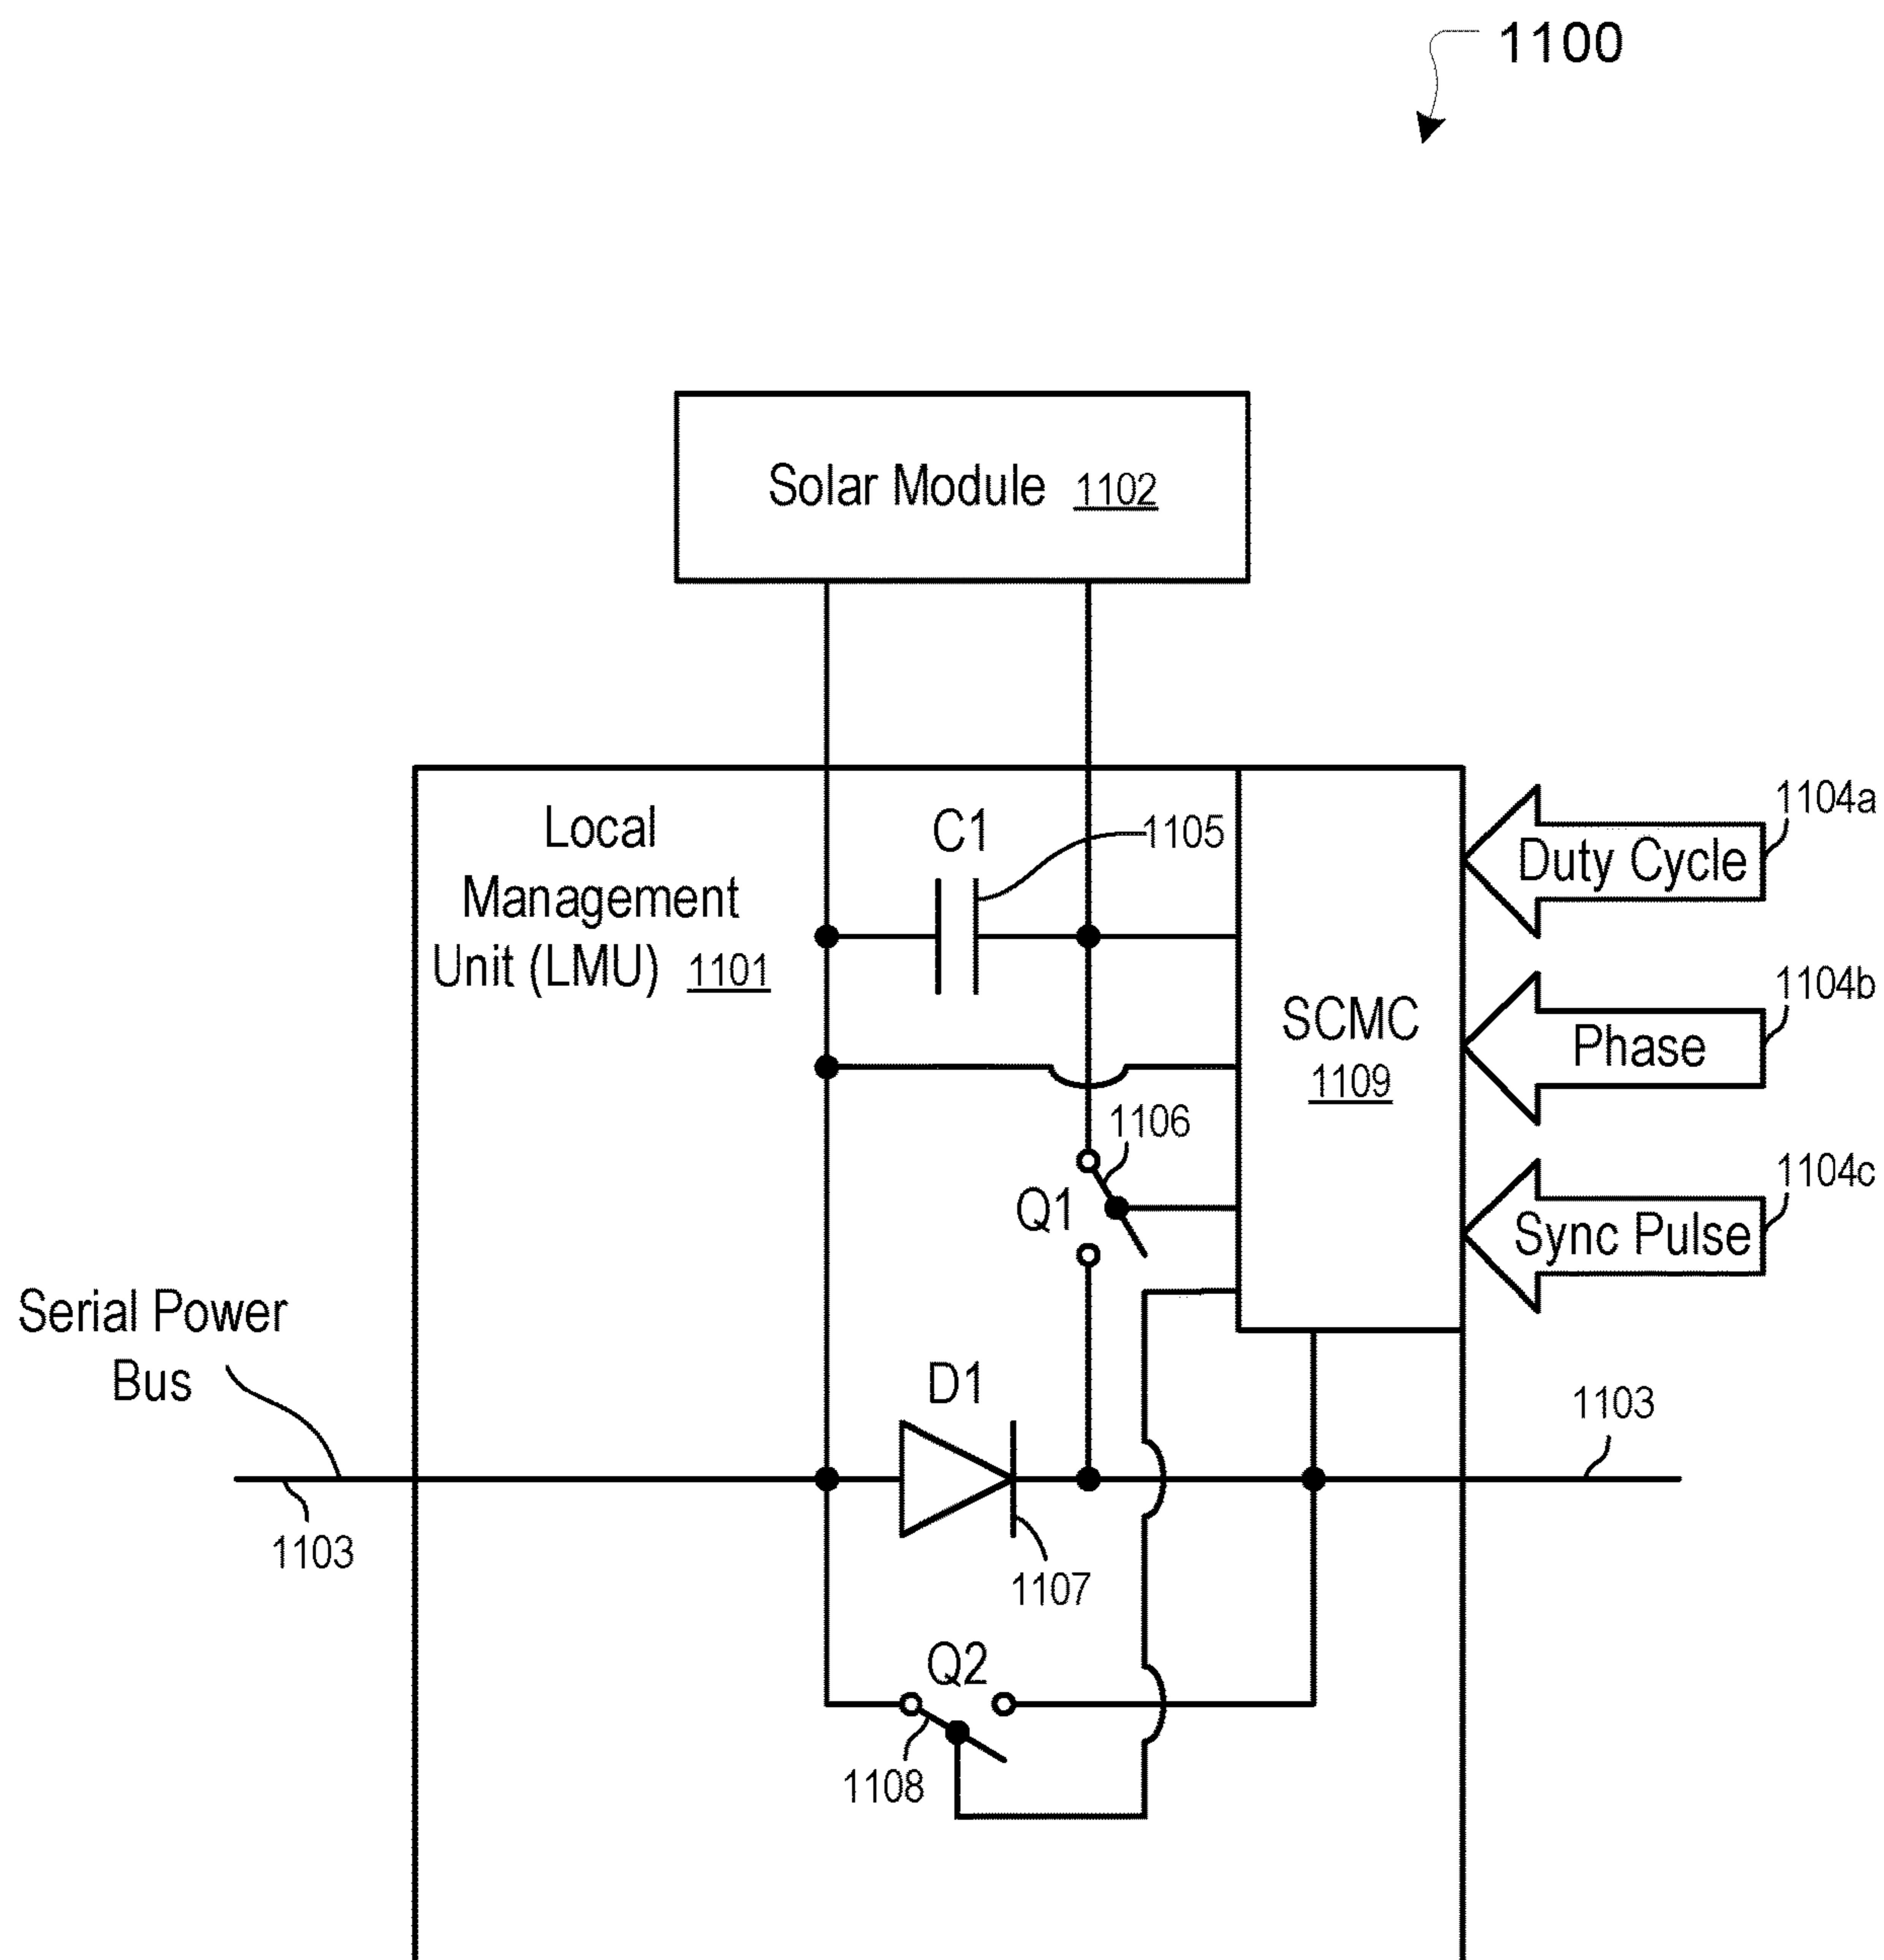 1100
Solar Module 1102
Local
Management
Unit (LMU) 1101
C1
1105
SCMC
1109
Duty Cycle
1104a
Phase
1104b
Sync Pulse
1104c
1106
Q1
Serial Power
Bus
1103
D1
1107
1103
Q2
1108